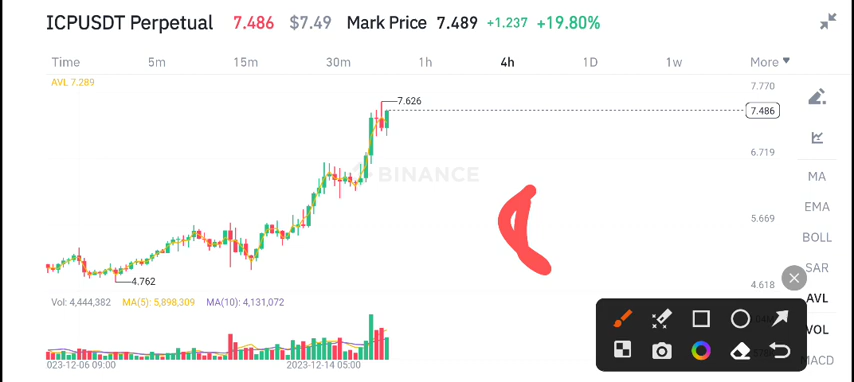 ICPUSDT Perpetual 7.486 $7.49 Mark Price 7.489 +1.237 +19.80%
Time 5m 15m 30m 1h 4h 1D 1w More
AVL 7.289
7.770
7.626
7.486
6.719
BINANCE
MA
EMA
5.669
BOLL
SAR
4.762
4.618
AVL
Vol: 4,444,382 MA(5): 5,898,309 MA(10): 4,131,072
VOL
MACD
023-12-06 09:00 2023-12-14 05:00